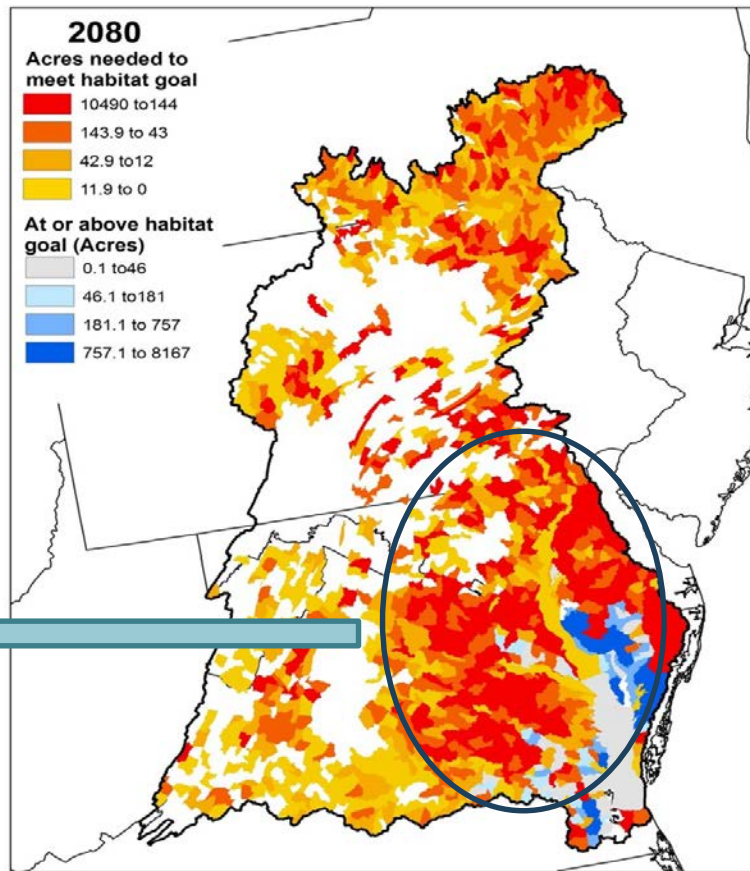 2080
Acres needed to
meet habitat goal
10490 to144
143.9 to 43
42.9 to12
11.9 to 0
At or above habitat
goal (Acres)
0.1 to46
46.1 to181
181.1 to 757
757.1 to 8167